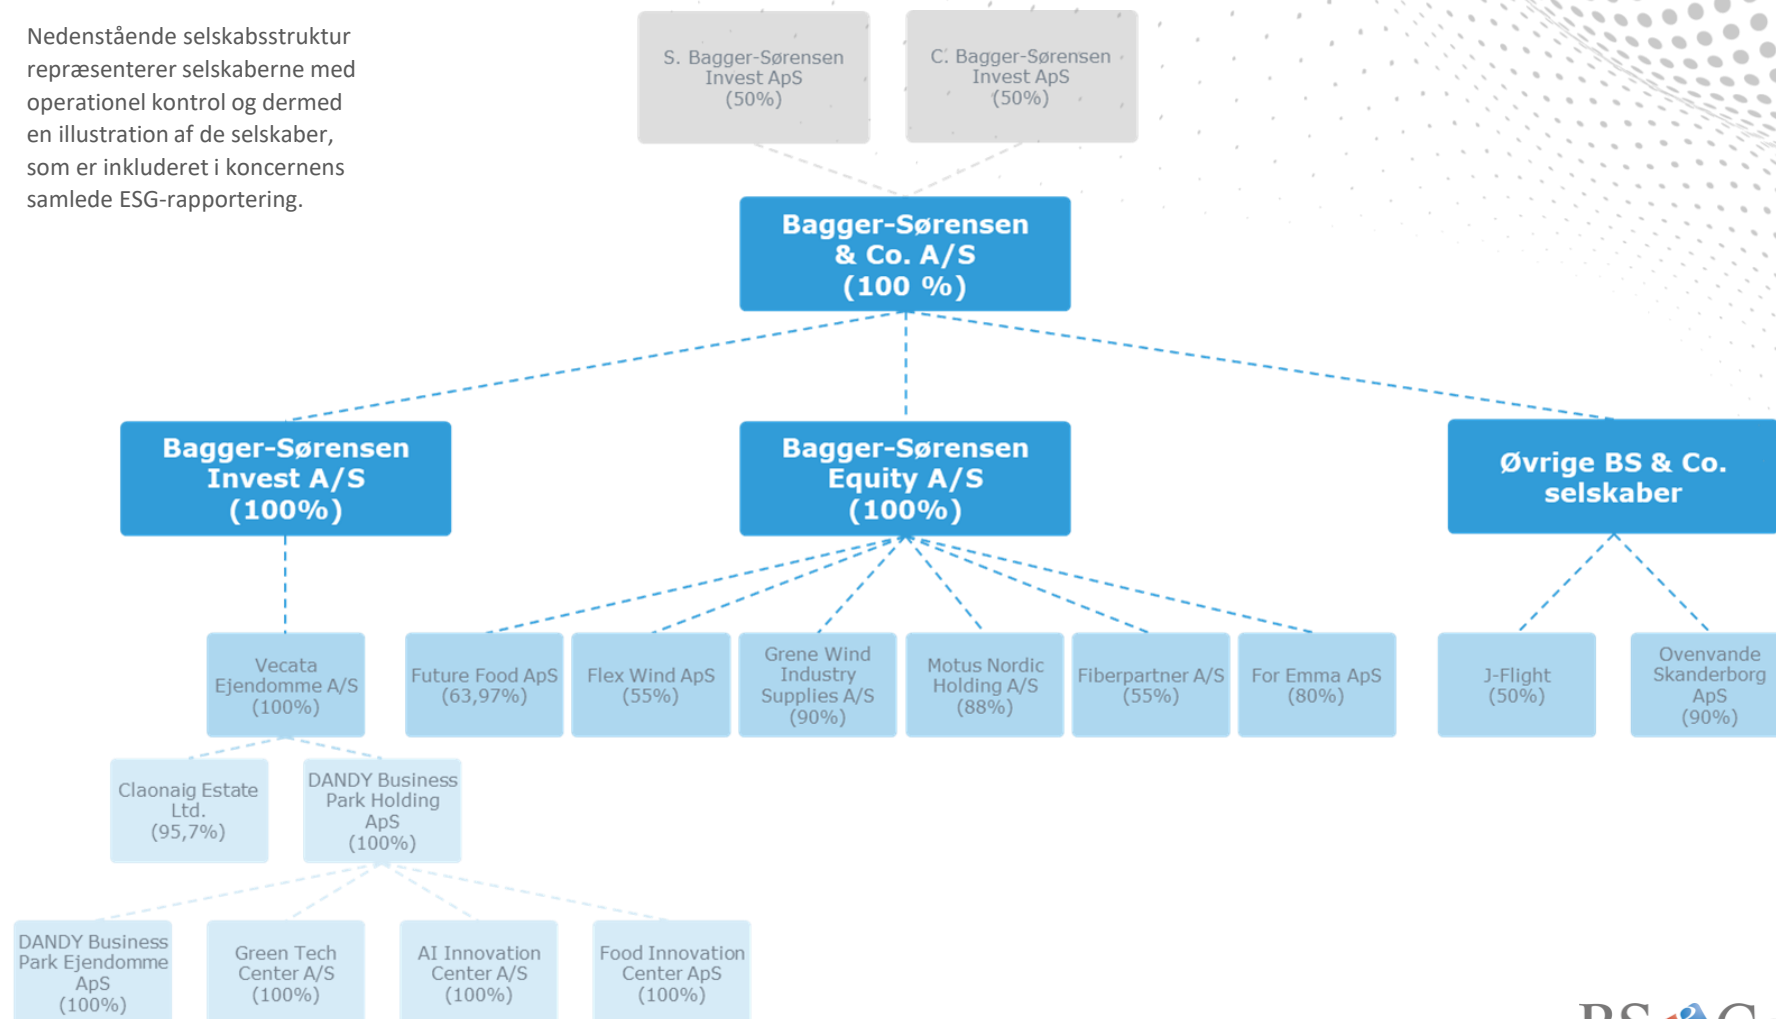 Nedenstående selskabsstruktur
repræsenterer selskaberne med
operationel kontrol og dermed
en illustration af de selskaber,
som er inkluderet i koncernens
samlede ESG-rapportering.
S. Bagger-Sørensen
Invest ApS
(50%)
C. Bagger-Sørensen
Invest ApS
(50%)
Bagger-Sørensen
& Co. A/S
(100 %)
Bagger-Sørensen
Invest A/S
(100%)
Bagger-Sørensen
Equity A/S
(100%)
Øvrige BS & Co.
selskaber
Vecata
Ejendomme A/S
(100%)
Future Food ApS
(63,97%)
Flex Wind ApS
(55%)
Grene Wind
Industry
Supplies A/S
(90%)
Motus Nordic
Holding A/S
(88%)
Fiberpartner A/S
(55%)
For Emma ApS
(80%)
J-Flight
(50%)
Ovenvande
Skanderborg
ApS
(90%)
Claonaig Estate
Ltd.
(95,7%)
DANDY Business
Park Holding
ApS
(100%)
DANDY Business
Park Ejendomme
ApS
(100%)
Green Tech
Center A/S
(100%)
AI Innovation
Center A/S
(100%)
Food Innovation
Center ApS
(100%)